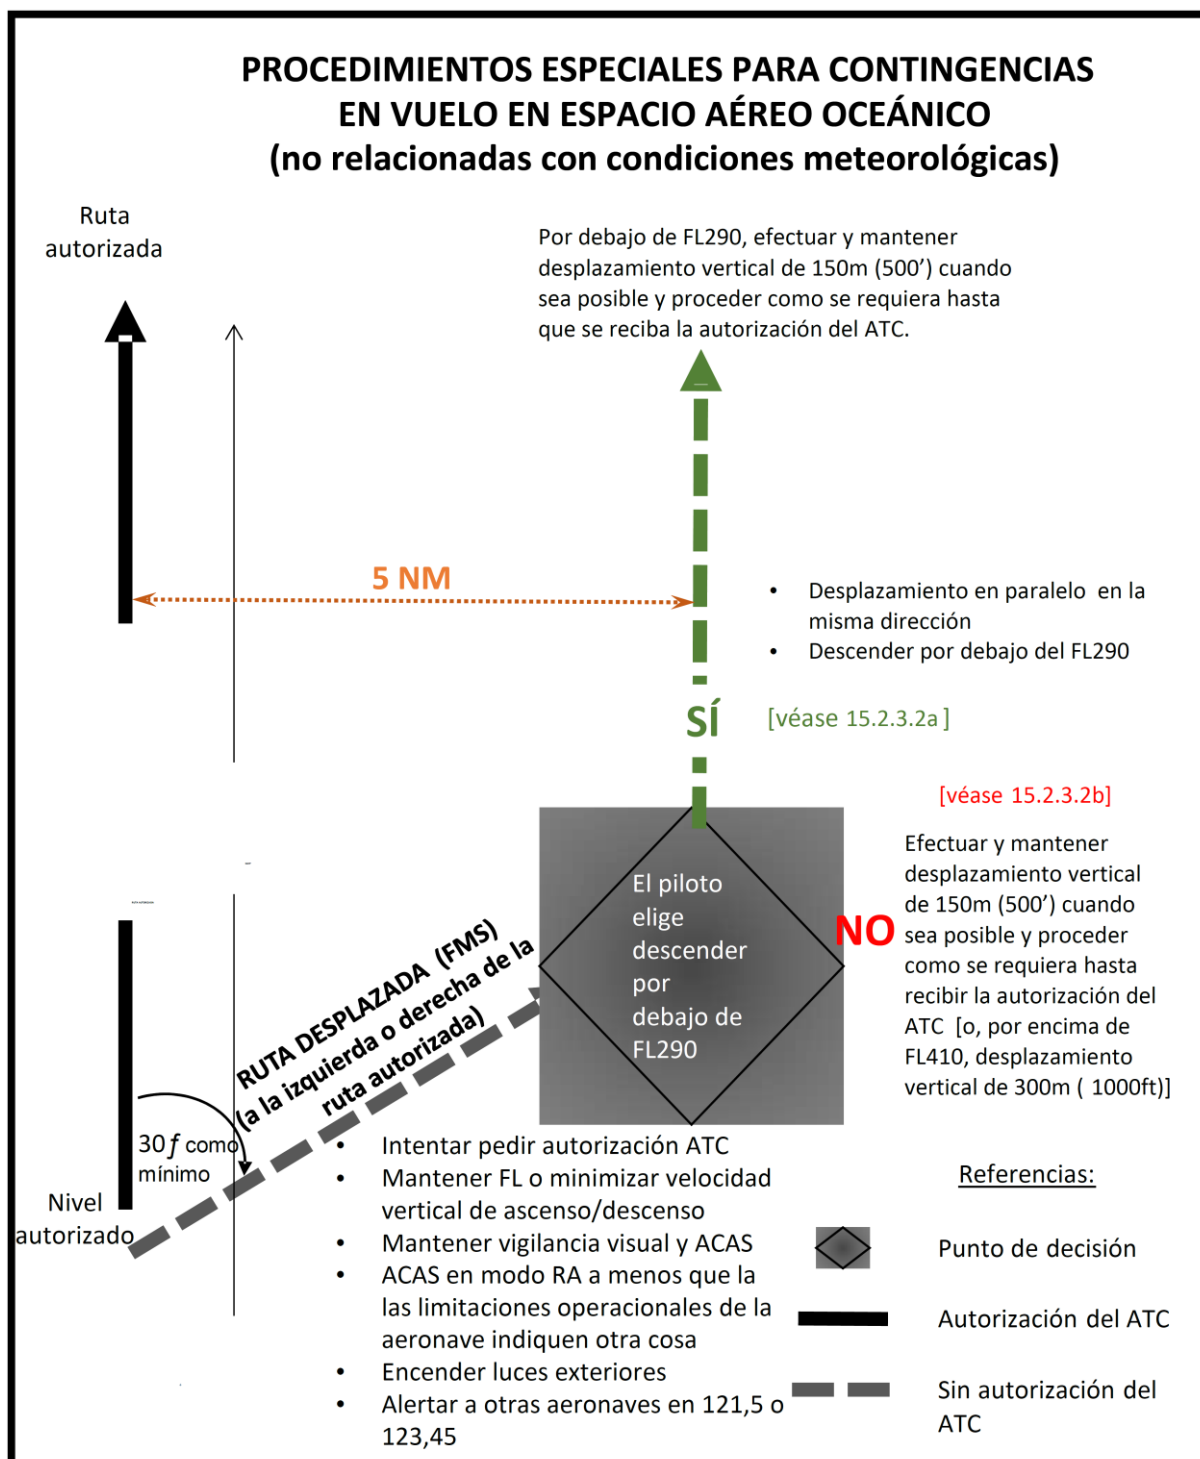 PROCEDIMIENTOS ESPECIALES PARA CONTINGENCIAS
EN VUELO EN ESPACIO AÉREO OCEÁNICO
(no relacionadas con condiciones meteorológicas)
Ruta
autorizada
Por debajo de FL290, efectuar y mantener
desplazamiento vertical de 150m (500’) cuando
sea posible y proceder como se requiera hasta
que se reciba la autorización del ATC.
5 NM
• Desplazamiento en paralelo en la
misma dirección
• Descender por debajo del FL290
SÍ
[véase 15.2.3.2a ]
[véase 15.2.3.2b]
El piloto
elige
descender
por
debajo de
FL290
NO
Efectuar y mantener
desplazamiento vertical
de 150m (500’) cuando
sea posible y proceder
como se requiera hasta
recibir la autorización del
ATC [o, por encima de
FL410, desplazamiento
vertical de 300m ( 1000ft)]
RUTA DESPLAZADA (FMS)
(a la izquierda o derecha de la
ruta autorizada)
30 f como
mínimo
Nivel
autorizado
• Intentar pedir autorización ATC
• Mantener FL o minimizar velocidad
vertical de ascenso/descenso
• Mantener vigilancia visual y ACAS
• ACAS en modo RA a menos que la
las limitaciones operacionales de la
aeronave indiquen otra cosa
• Encender luces exteriores
• Alertar a otras aeronaves en 121,5 o
123,45
Referencias:
Punto de decisión
Autorización del ATC
Sin autorización del
ATC